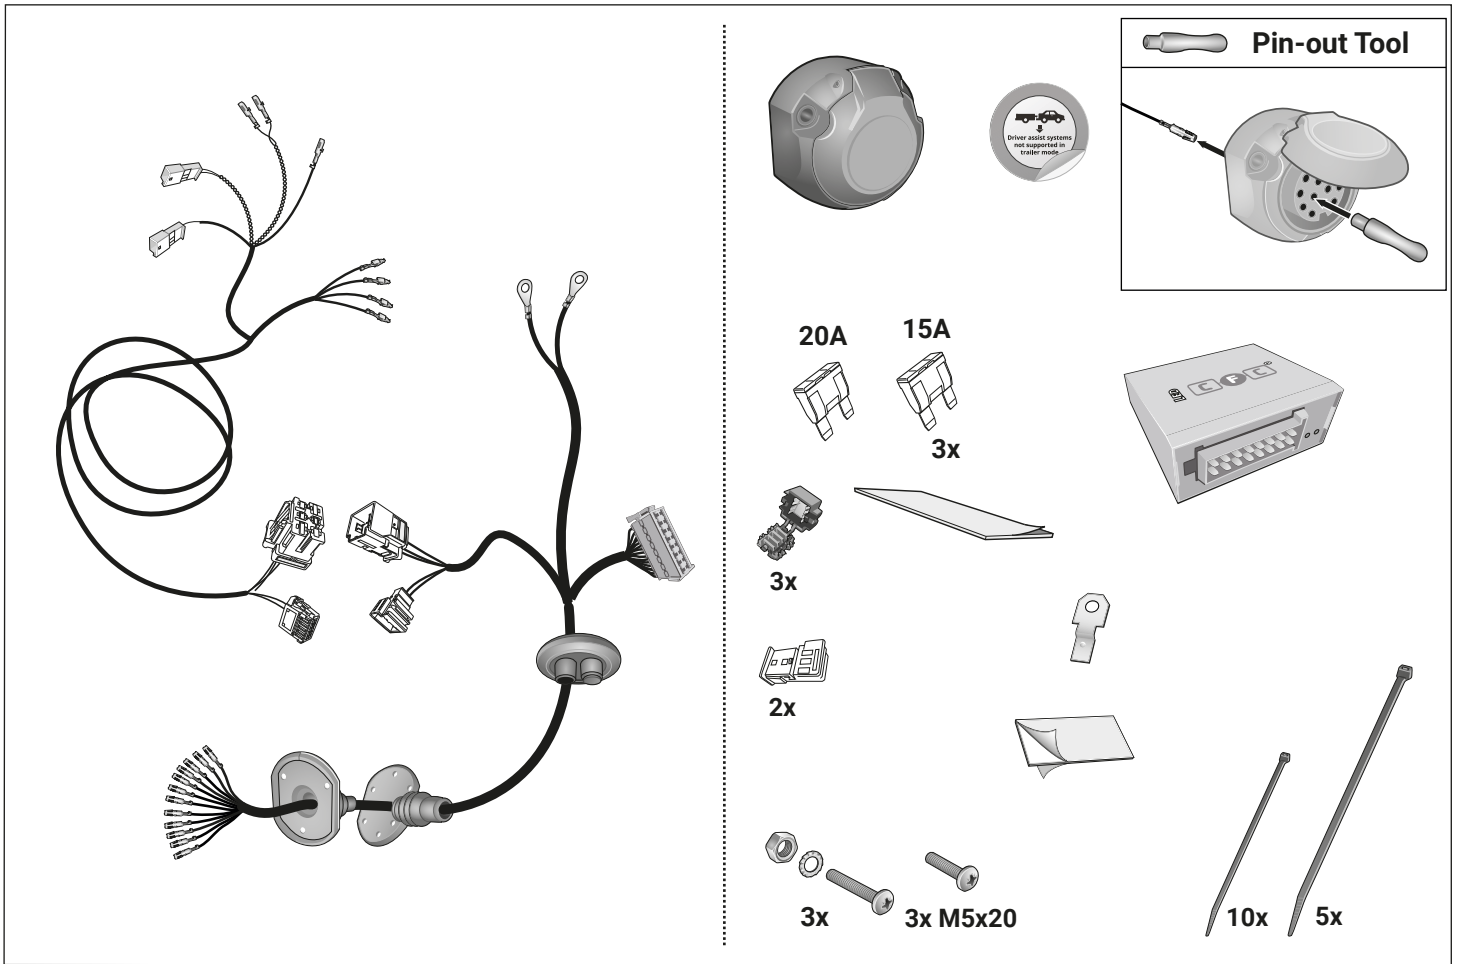 Pin-out Tool
Driver assist systems
not supported in
trailer mode
20A
15A
3x
CFC
3x
2x
3x
3x M5x20
10x
5x